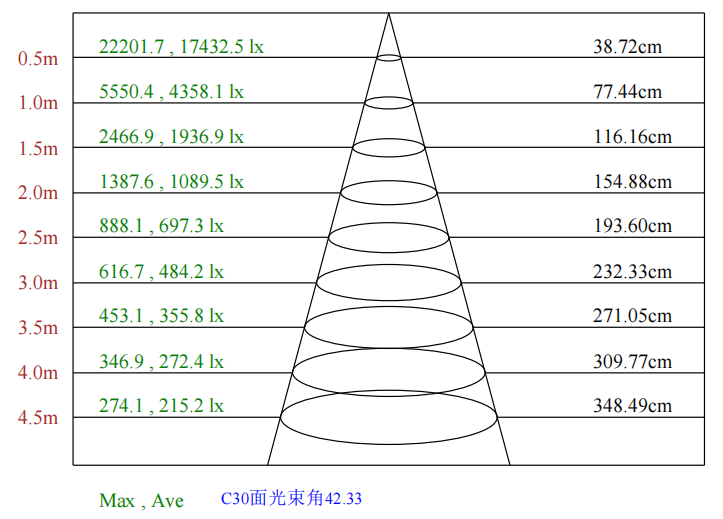 0.5m 22201.7 , 17432.5 lx 38.72cm
1.0m 5550.4 , 4358.1 lx 77.44cm
1.5m 2466.9 , 1936.9 lx 116.16cm
2.0m 1387.6 , 1089.5 lx 154.88cm
2.5m 888.1 , 697.3 lx 193.60cm
3.0m 616.7 , 484.2 lx 232.33cm
3.5m 453.1 , 355.8 lx 271.05cm
4.0m 346.9 , 272.4 lx 309.77cm
4.5m 274.1 , 215.2 lx 348.49cm
Max , Ave C30面光束角42.33